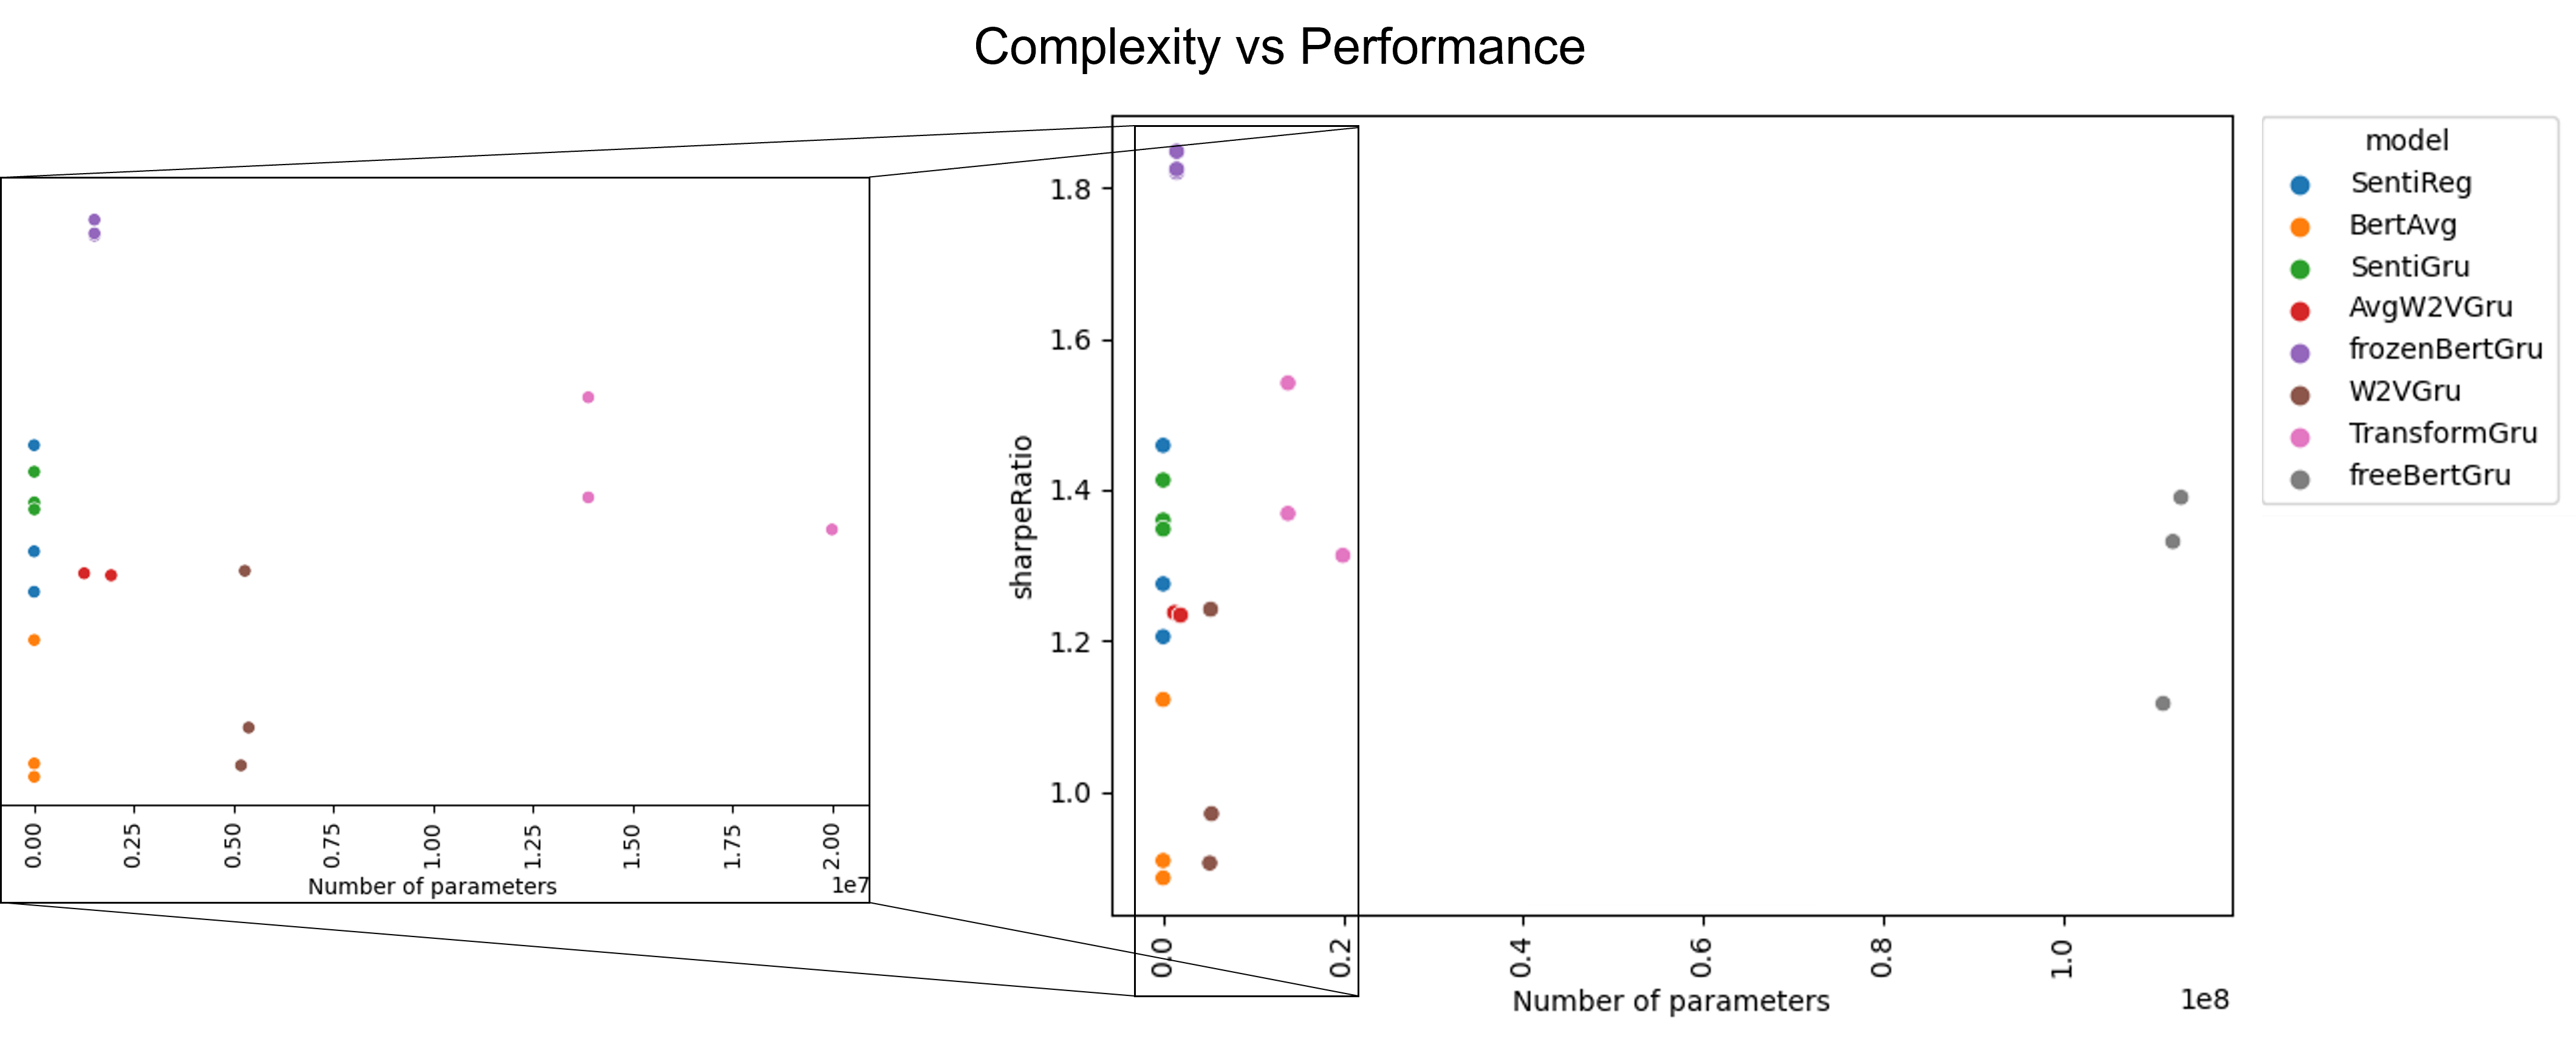 Complexity vs Performance
0.00
0.25
0.50
0.75
1.00
1.25
1.50
1.75
2.00
Number of parameters
1e7
sharpeRatio
1.8
1.6
1.4
1.2
1.0
0.0
0.2
0.4
0.6
0.8
1.0
Number of parameters
1e8
model
SentiReg
BertAvg
SentiGru
AvgW2VGru
frozenBertGru
W2VGru
TransformGru
freeBertGru